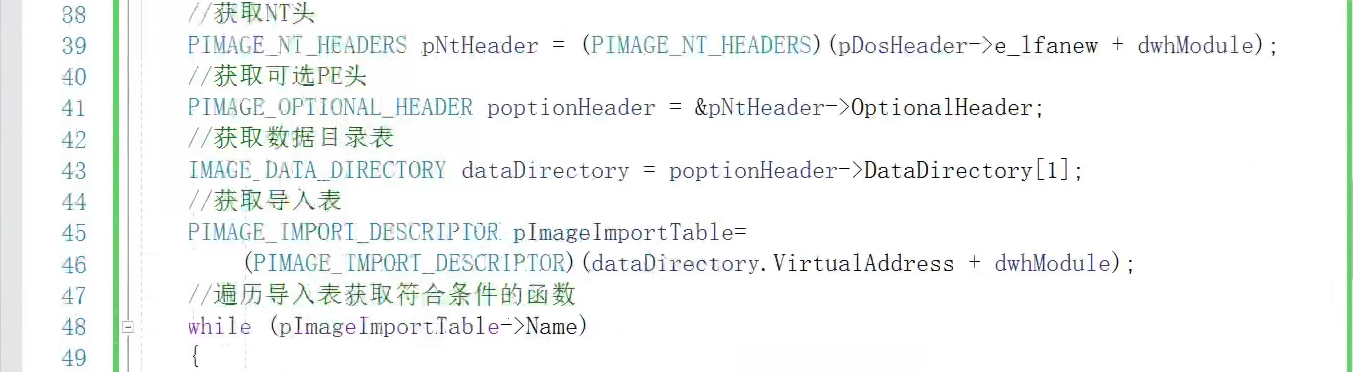 38 //获取NT头
39 PIMAGE_NT_HEADERS pNtHeader = (PIMAGE_NT_HEADERS)(pDosHeader->e_lfanew + dwhModule);
40 //获取可选PE头
41 PIMAGE_OPTIONAL_HEADER poptionHeader = &pNtHeader->OptionalHeader;
42 //获取数据目录表
43 IMAGE_DATA_DIRECTORY dataDirectory = poptionHeader->DataDirectory[1];
44 //获取导入表
45 PIMAGE_IMPORT_DESCRIPTOR pImageImportTable=
46 (PIMAGE_IMPORT_DESCRIPTOR)(dataDirectory.VirtualAddress + dwhModule);
47 //遍历导入表获取符合条件的函数
48 while (pImageImportTable->Name)
49 {